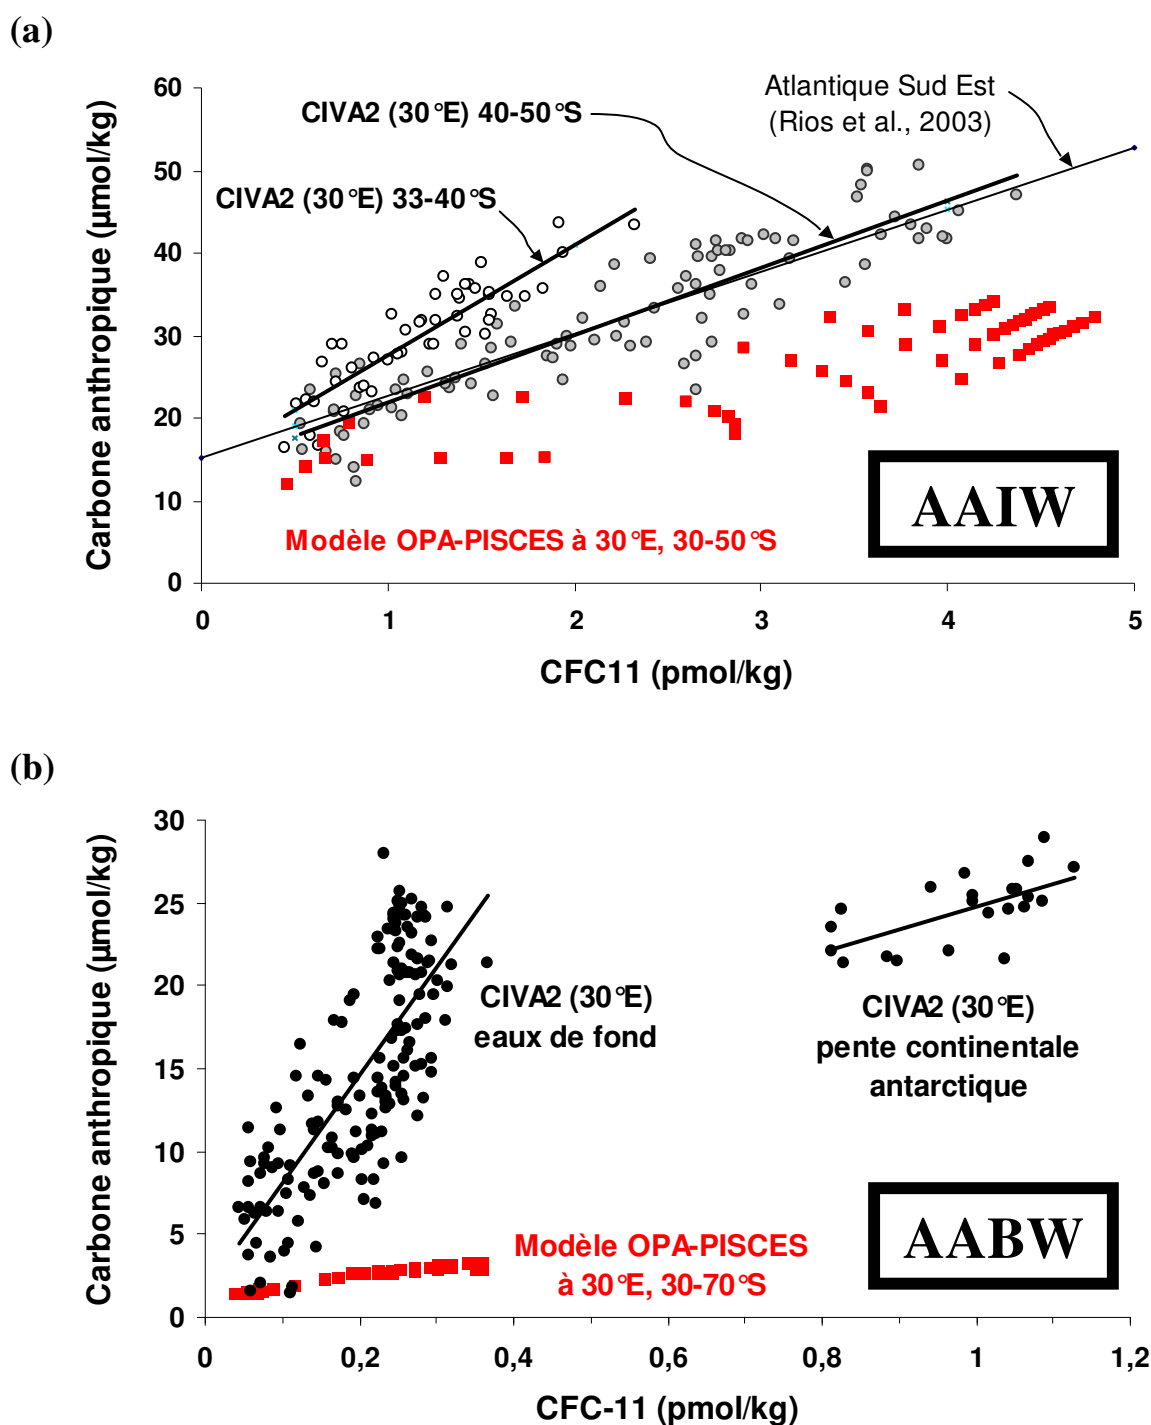 (a)
Carbone anthropique (µmol/kg)
60
50
40
30
20
10
0
CIVA2 (30°E) 40-50°S
Atlantique Sud Est
(Rios et al., 2003)
CIVA2 (30°E) 33-40°S
Modèle OPA-PISCES à 30°E, 30-50°S
AAIW
0 1 2 3 4 5
CFC11 (pmol/kg)
(b)
Carbone anthropique (µmol/kg)
30
25
20
15
10
5
0
CIVA2 (30°E)
eaux de fond
CIVA2 (30°E)
pente continentale
antarctique
Modèle OPA-PISCES
à 30°E, 30-70°S
AABW
0 0,2 0,4 0,6 0,8 1 1,2
CFC-11 (pmol/kg)